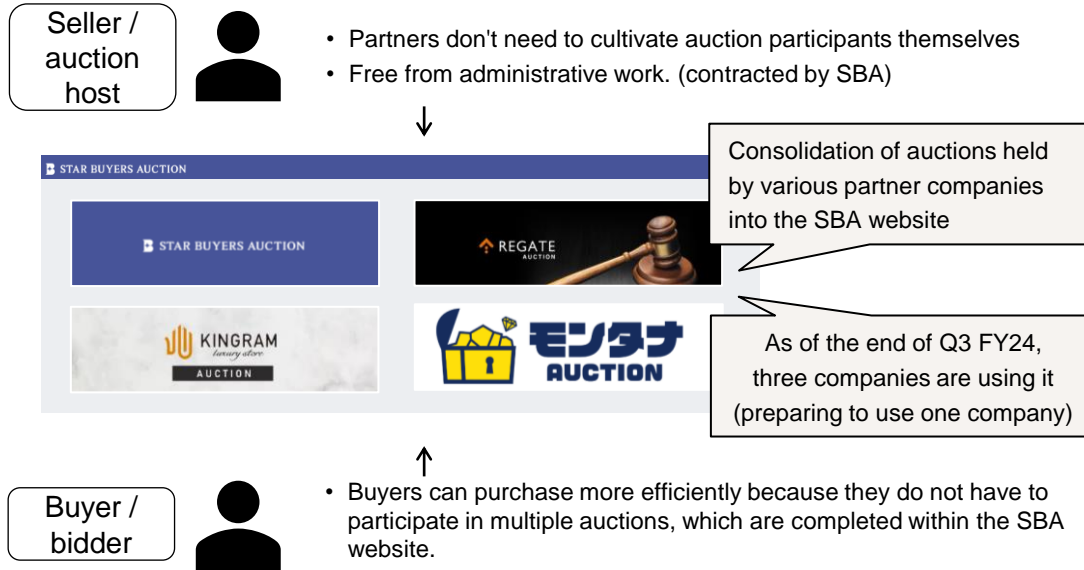 Seller /
auction
host
• Partners don't need to cultivate auction participants themselves
• Free from administrative work. (contracted by SBA)
STAR BUYERS AUCTION
Consolidation of auctions held
by various partner companies
into the SBA website
STAR BUYERS AUCTION
REGATE
AUCTION
KINGRAM
luxury store
AUCTION
モンタナ
AUCTION
As of the end of Q3 FY24,
three companies are using it
(preparing to use one company)
Buyer /
bidder
• Buyers can purchase more efficiently because they do not have to
participate in multiple auctions, which are completed within the SBA
website.